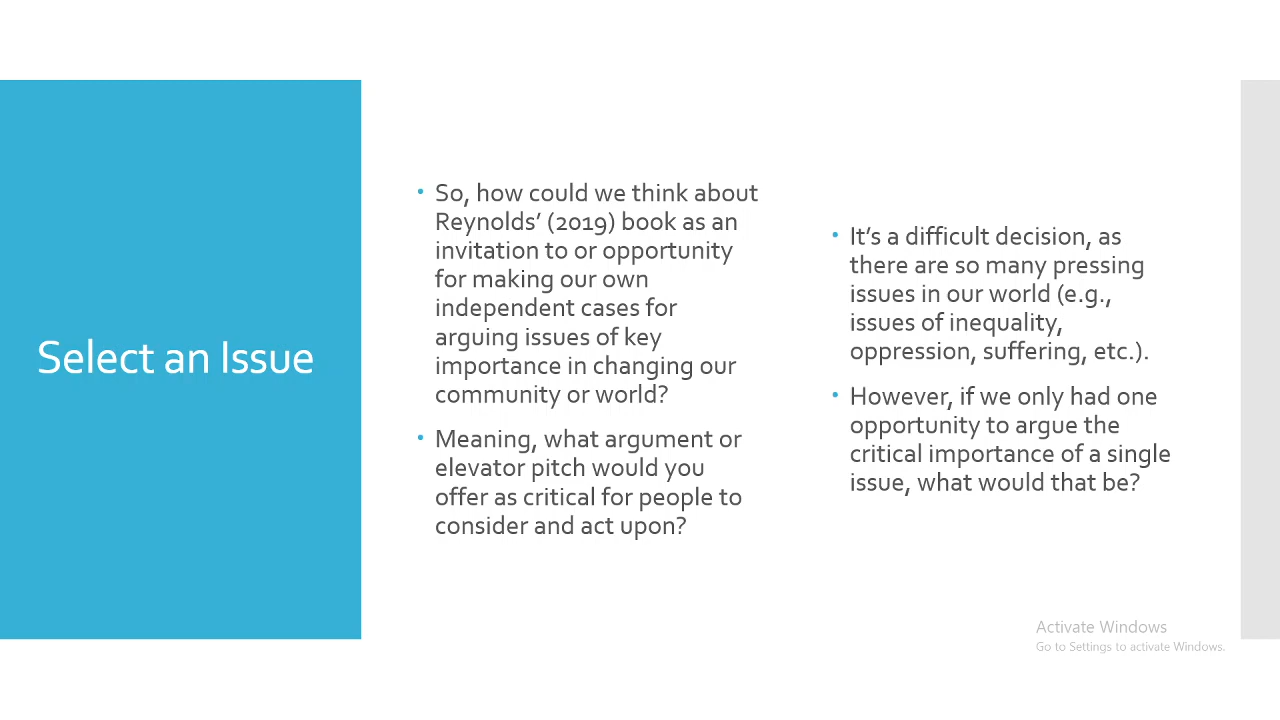 Select an Issue
• So, how could we think about
Reynolds’ (2019) book as an
invitation to or opportunity
for making our own
independent cases for
arguing issues of key
importance in changing our
community or world?
• Meaning, what argument or
elevator pitch would you
offer as critical for people to
consider and act upon?
• It’s a difficult decision, as
there are so many pressing
issues in our world (e.g.,
issues of inequality,
oppression, suffering, etc.).
• However, if we only had one
opportunity to argue the
critical importance of a single
issue, what would that be?
Activate Windows
Go to Settings to activate Windows.